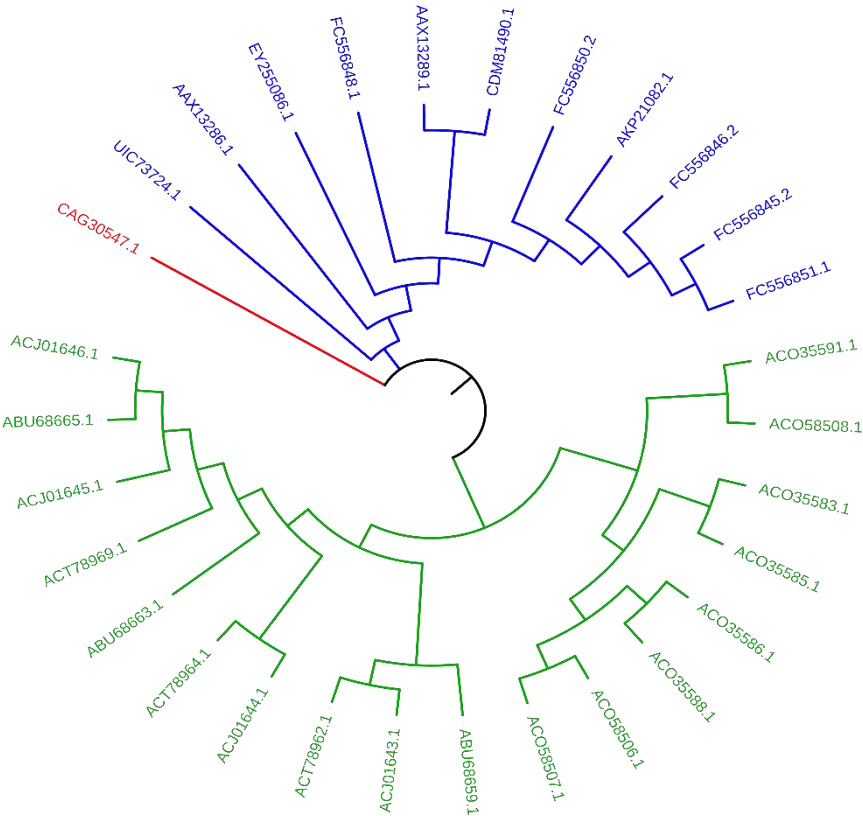 AAX13289.1
CDM81490.1
FC556850.2
AKP21082.1
FC556846.2
FC556845.2
FC556851.1
ACO35591.1
ACO58508.1
ACO35583.1
ACO35585.1
ACO35586.1
ACO35588.1
ACO58506.1
ACO58507.1
ABU68659.1
ACJ01643.1
ACT78962.1
ACJ01644.1
ACT78964.1
ABU68663.1
ACT78969.1
ACJ01645.1
ABU68665.1
ACJ01646.1
CAG30547.1
UIC73724.1
AAX13286.1
EY255086.1
FC556848.1